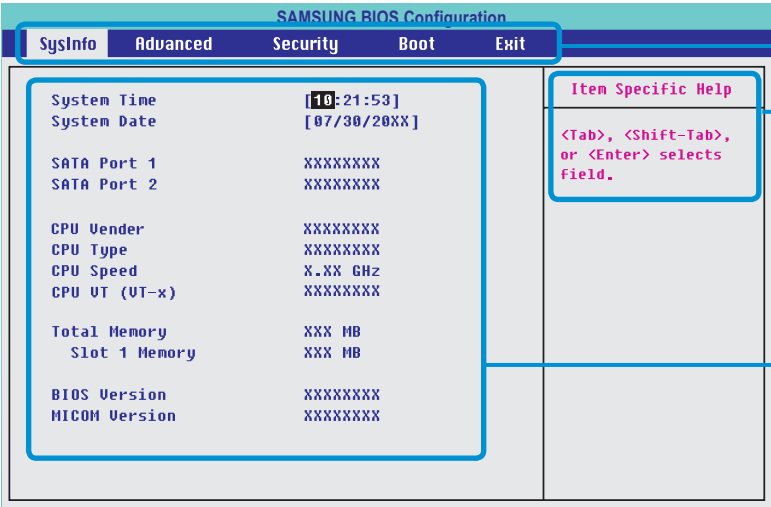 SAMSUNG BIOS Configuration
SysInfo Advanced Security Boot Exit
System Time [10:21:53]
System Date [07/30/20XX]
SATA Port 1 XXXXXXXX
SATA Port 2 XXXXXXXX
CPU Vender XXXXXXXX
CPU Type XXXXXXXX
CPU Speed X.XX GHz
CPU VT (VT-x) XXXXXXXX
Total Memory XXX MB
Slot 1 Memory XXX MB
BIOS Version XXXXXXXX
MICOM Version XXXXXXXX
Item Specific Help
<Tab>, <Shift-Tab>,
or <Enter> selects
field.